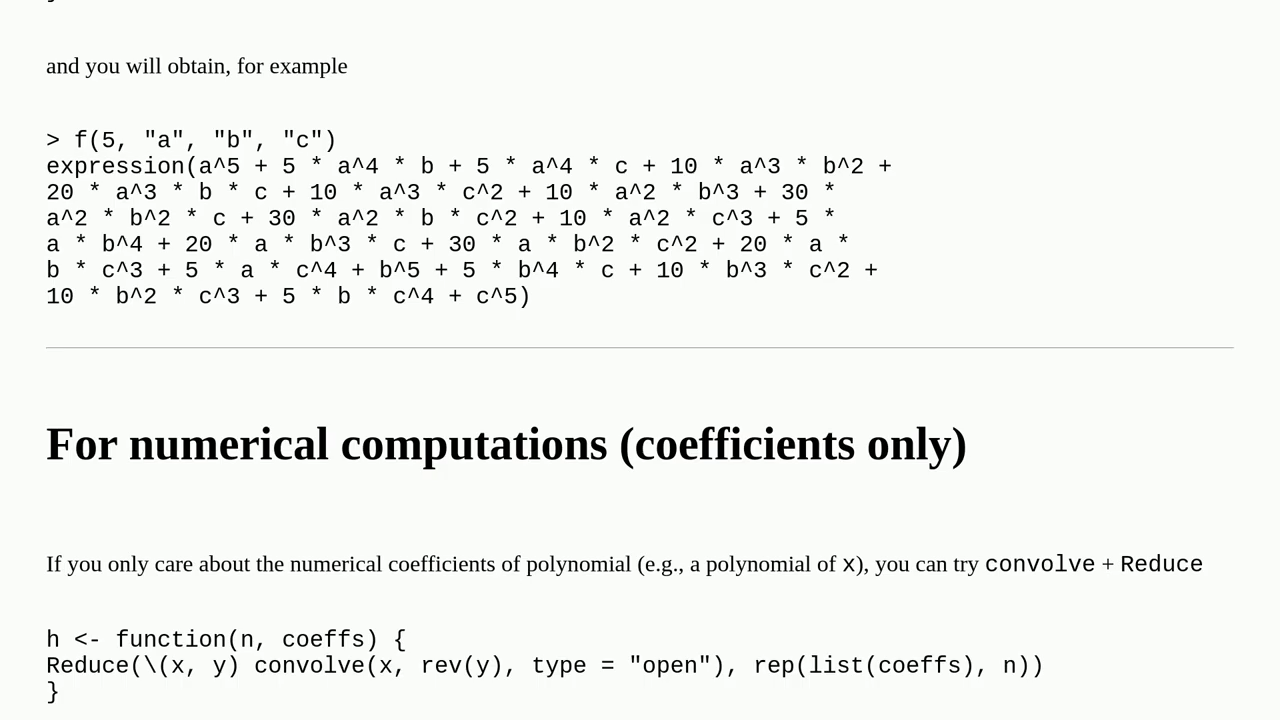 and you will obtain, for example
> f(5, "a", "b", "c")
expression(a^5 + 5 * a^4 * b + 5 * a^4 * c + 10 * a^3 * b^2 +
20 * a^3 * b * c + 10 * a^3 * c^2 + 10 * a^2 * b^3 + 30 *
a^2 * b^2 * c + 30 * a^2 * b * c^2 + 10 * a^2 * c^3 + 5 *
a * b^4 + 20 * a * b^3 * c + 30 * a * b^2 * c^2 + 20 * a *
b * c^3 + 5 * a * c^4 + b^5 + 5 * b^4 * c + 10 * b^3 * c^2 +
10 * b^2 * c^3 + 5 * b * c^4 + c^5)
For numerical computations (coefficients only)
If you only care about the numerical coefficients of polynomial (e.g., a polynomial of x), you can try convolve + Reduce
h <- function(n, coeffs) {
Reduce(\(x, y) convolve(x, rev(y), type = "open"), rep(list(coeffs), n))
}